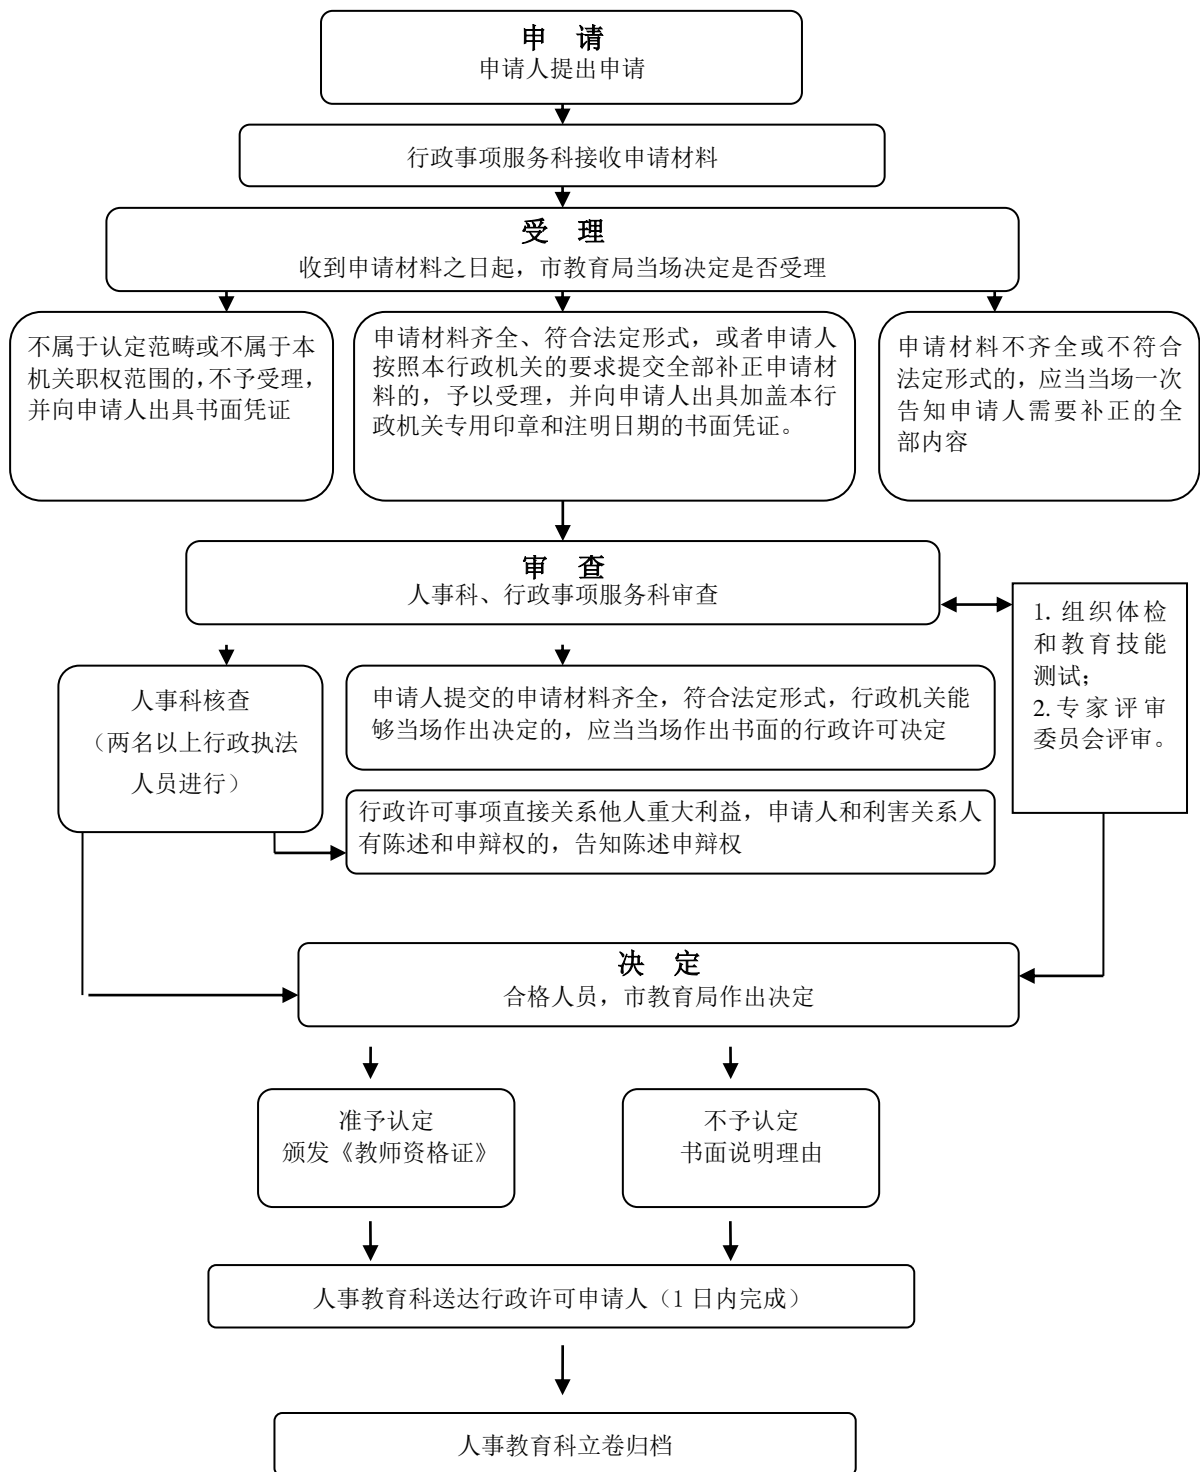 申 请
申请人提出申请
行政事项服务科接收申请材料
受 理
收到申请材料之日起，市教育局当场决定是否受理
不属于认定范畴或不属于本
机关职权范围的，不予受理，
并向申请人出具书面凭证
申请材料齐全、符合法定形式，或者申请人
按照本行政机关的要求提交全部补正申请材
料的，予以受理，并向申请人出具加盖本行
政机关专用印章和注明日期的书面凭证。
申请材料不齐全或不符合
法定形式的，应当当场一次
告知申请人需要补正的全
部内容
审 查
人事科、行政事项服务科审查
1. 组织体检
和教育技能
测试；
2. 专家评审
委员会评审。
人事科核查
（两名以上行政执法
人员进行）
申请人提交的申请材料齐全，符合法定形式，行政机关能
够当场作出决定的，应当当场作出书面的行政许可决定
行政许可事项直接关系他人重大利益，申请人和利害关系人
有陈述和申辩权的，告知陈述申辩权
决 定
合格人员，市教育局作出决定
准予认定
颁发《教师资格证》
不予认定
书面说明理由
人事教育科送达行政许可申请人（1 日内完成）
人事教育科立卷归档